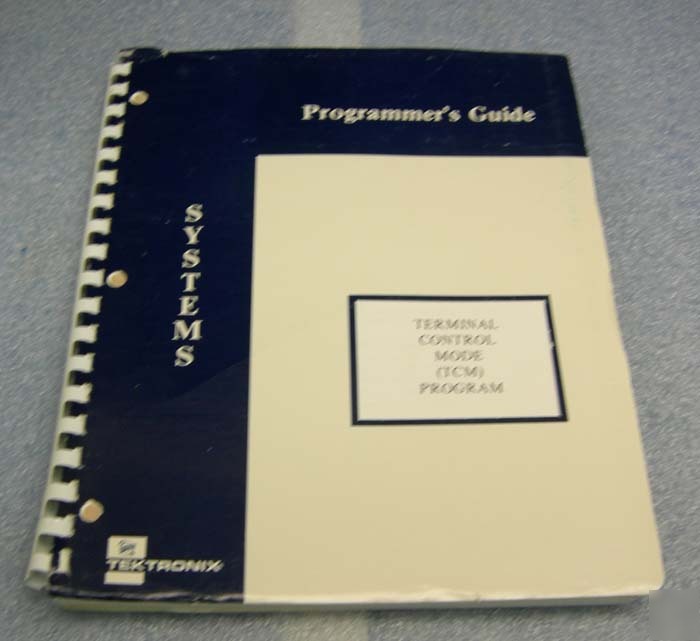 Programmer's Guide
SYSTEMS
TERMINAL
CONTROL
MODE
(TCM)
PROGRAM
TEKTRONIX